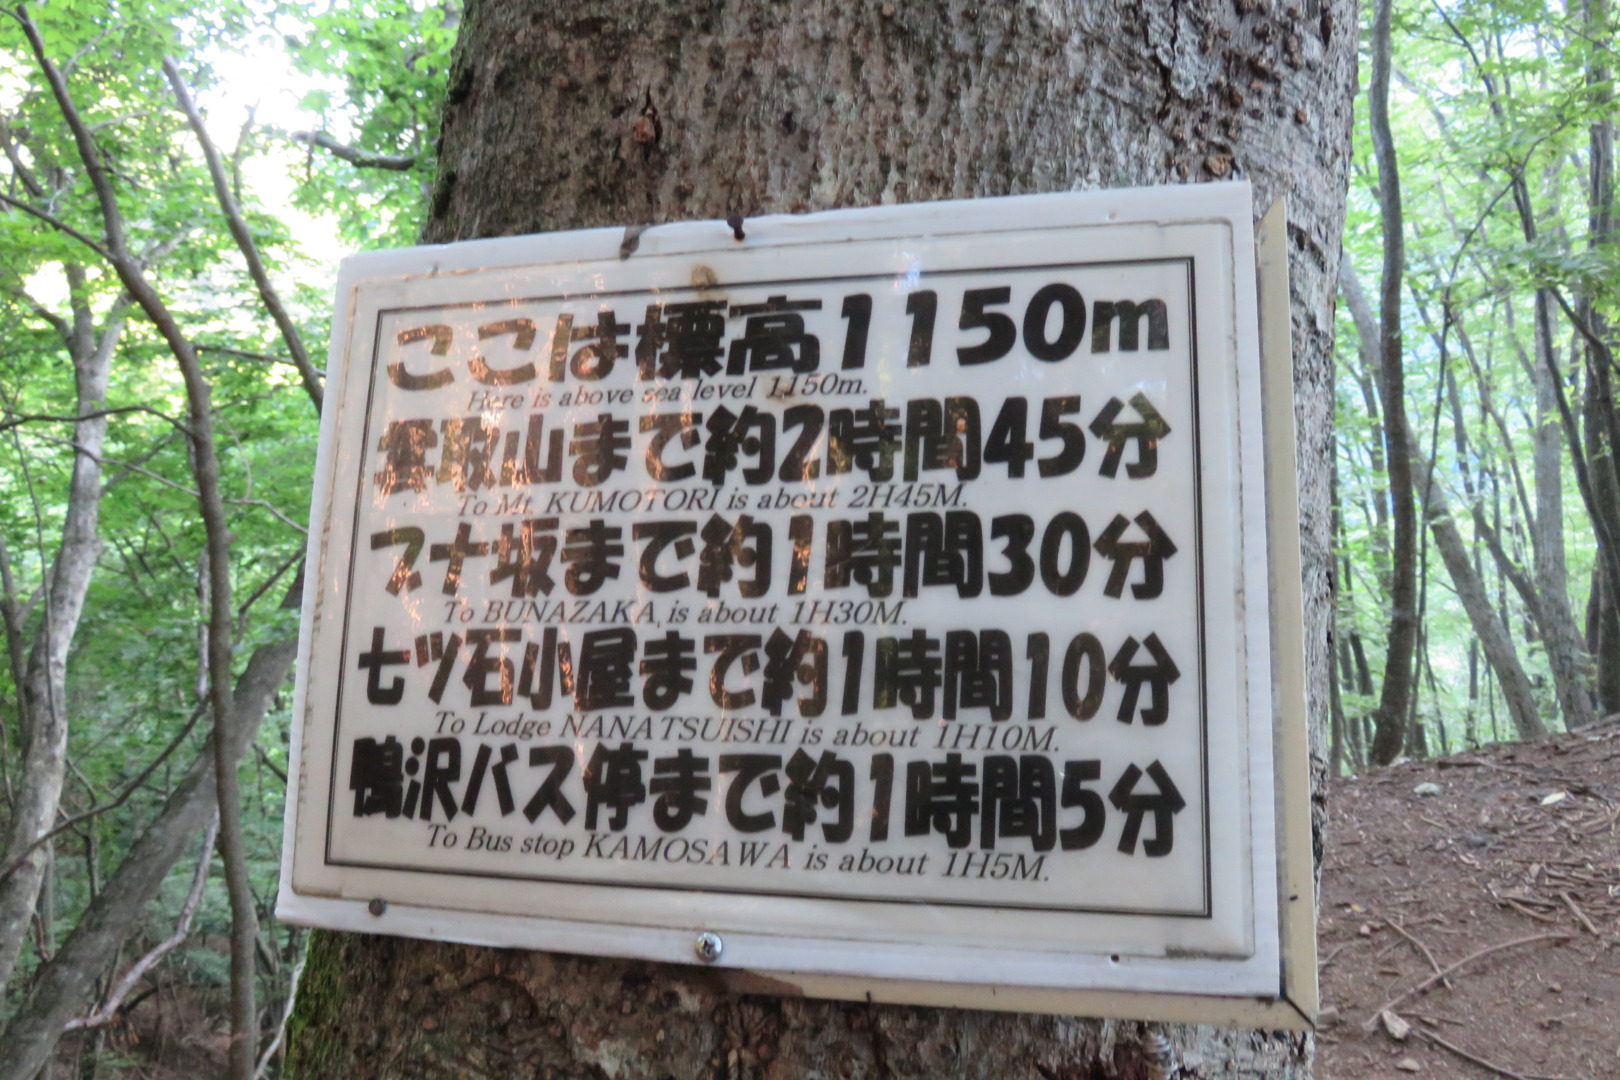 ここは標高1150m
Here is above sea level 1150m.
雲取山まで約2時間45分
To Mt. KUMOTORI is about 2H45M.
ブナ坂まで約1時間30分
To BUNAZAKA is about 1H30M.
七ツ石小屋まで約1時間10分
To Lodge NANATSUISHI is about 1H10M.
鴨沢バス停まで約1時間5分
To Bus stop KAMOSAWA is about 1H5M.